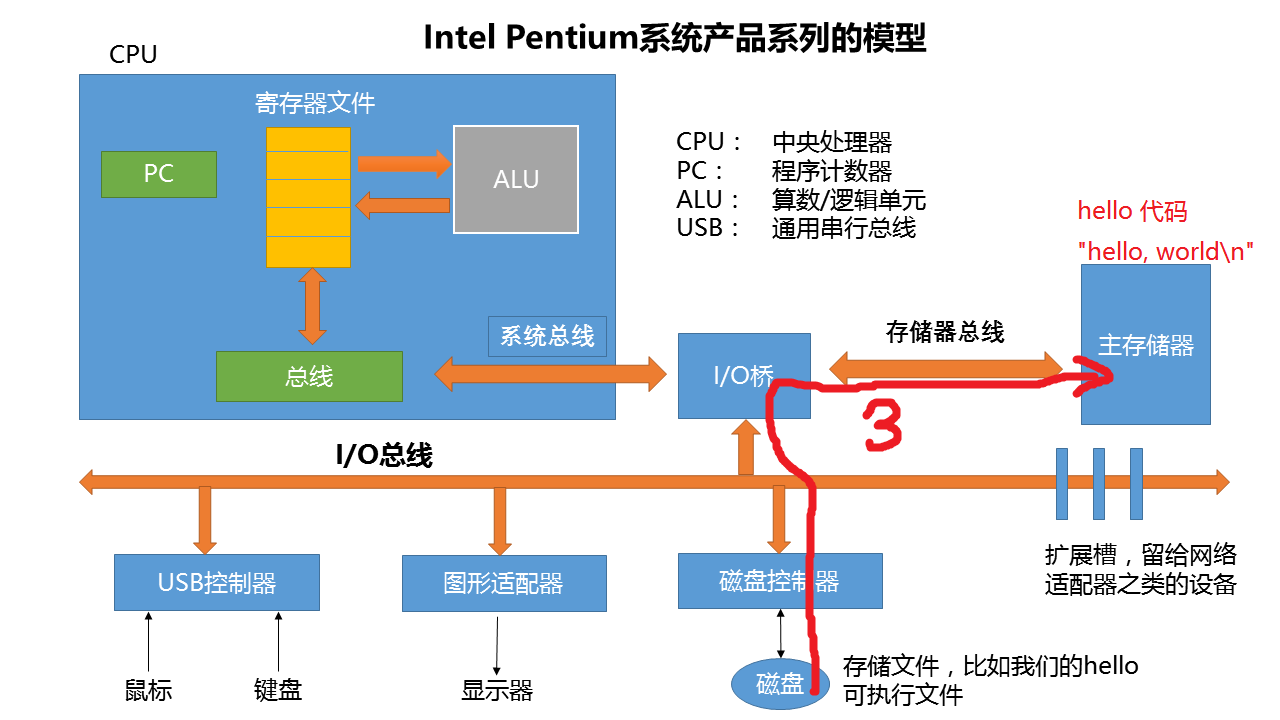 Intel Pentium系统产品系列的模型
CPU
寄存器文件
PC
ALU
CPU： 中央处理器
PC： 程序计数器
ALU： 算数/逻辑单元
USB： 通用串行总线
hello 代码
"hello, world\n"
系统总线
总线
I/O桥
存储器总线
主存储器
3
I/O总线
USB控制器
图形适配器
磁盘控制器
扩展槽，留给网络
适配器之类的设备
鼠标
键盘
显示器
磁盘
存储文件，比如我们的hello
可执行文件